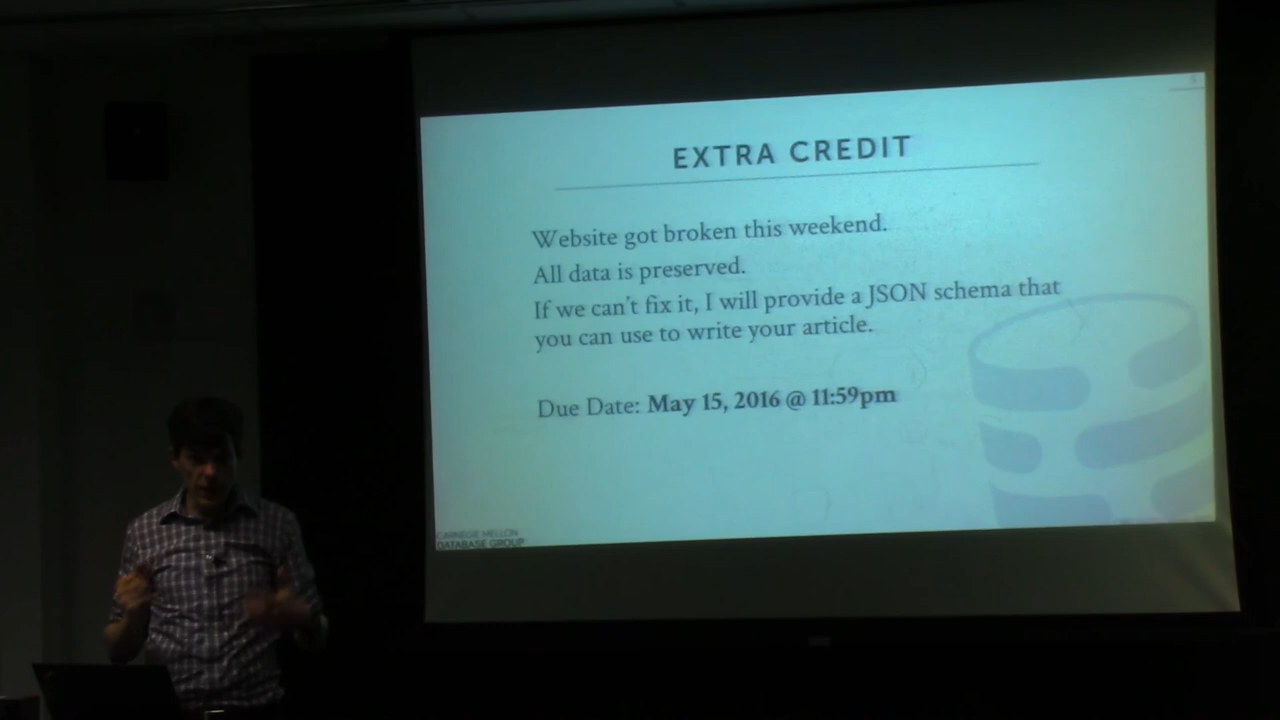 5
EXTRA CREDIT
Website got broken this weekend.
All data is preserved.
If we can't fix it, I will provide a JSON schema that
you can use to write your article.
Due Date: May 15, 2016 @ 11:59pm
CARNEGIE MELLON
DATABASE GROUP